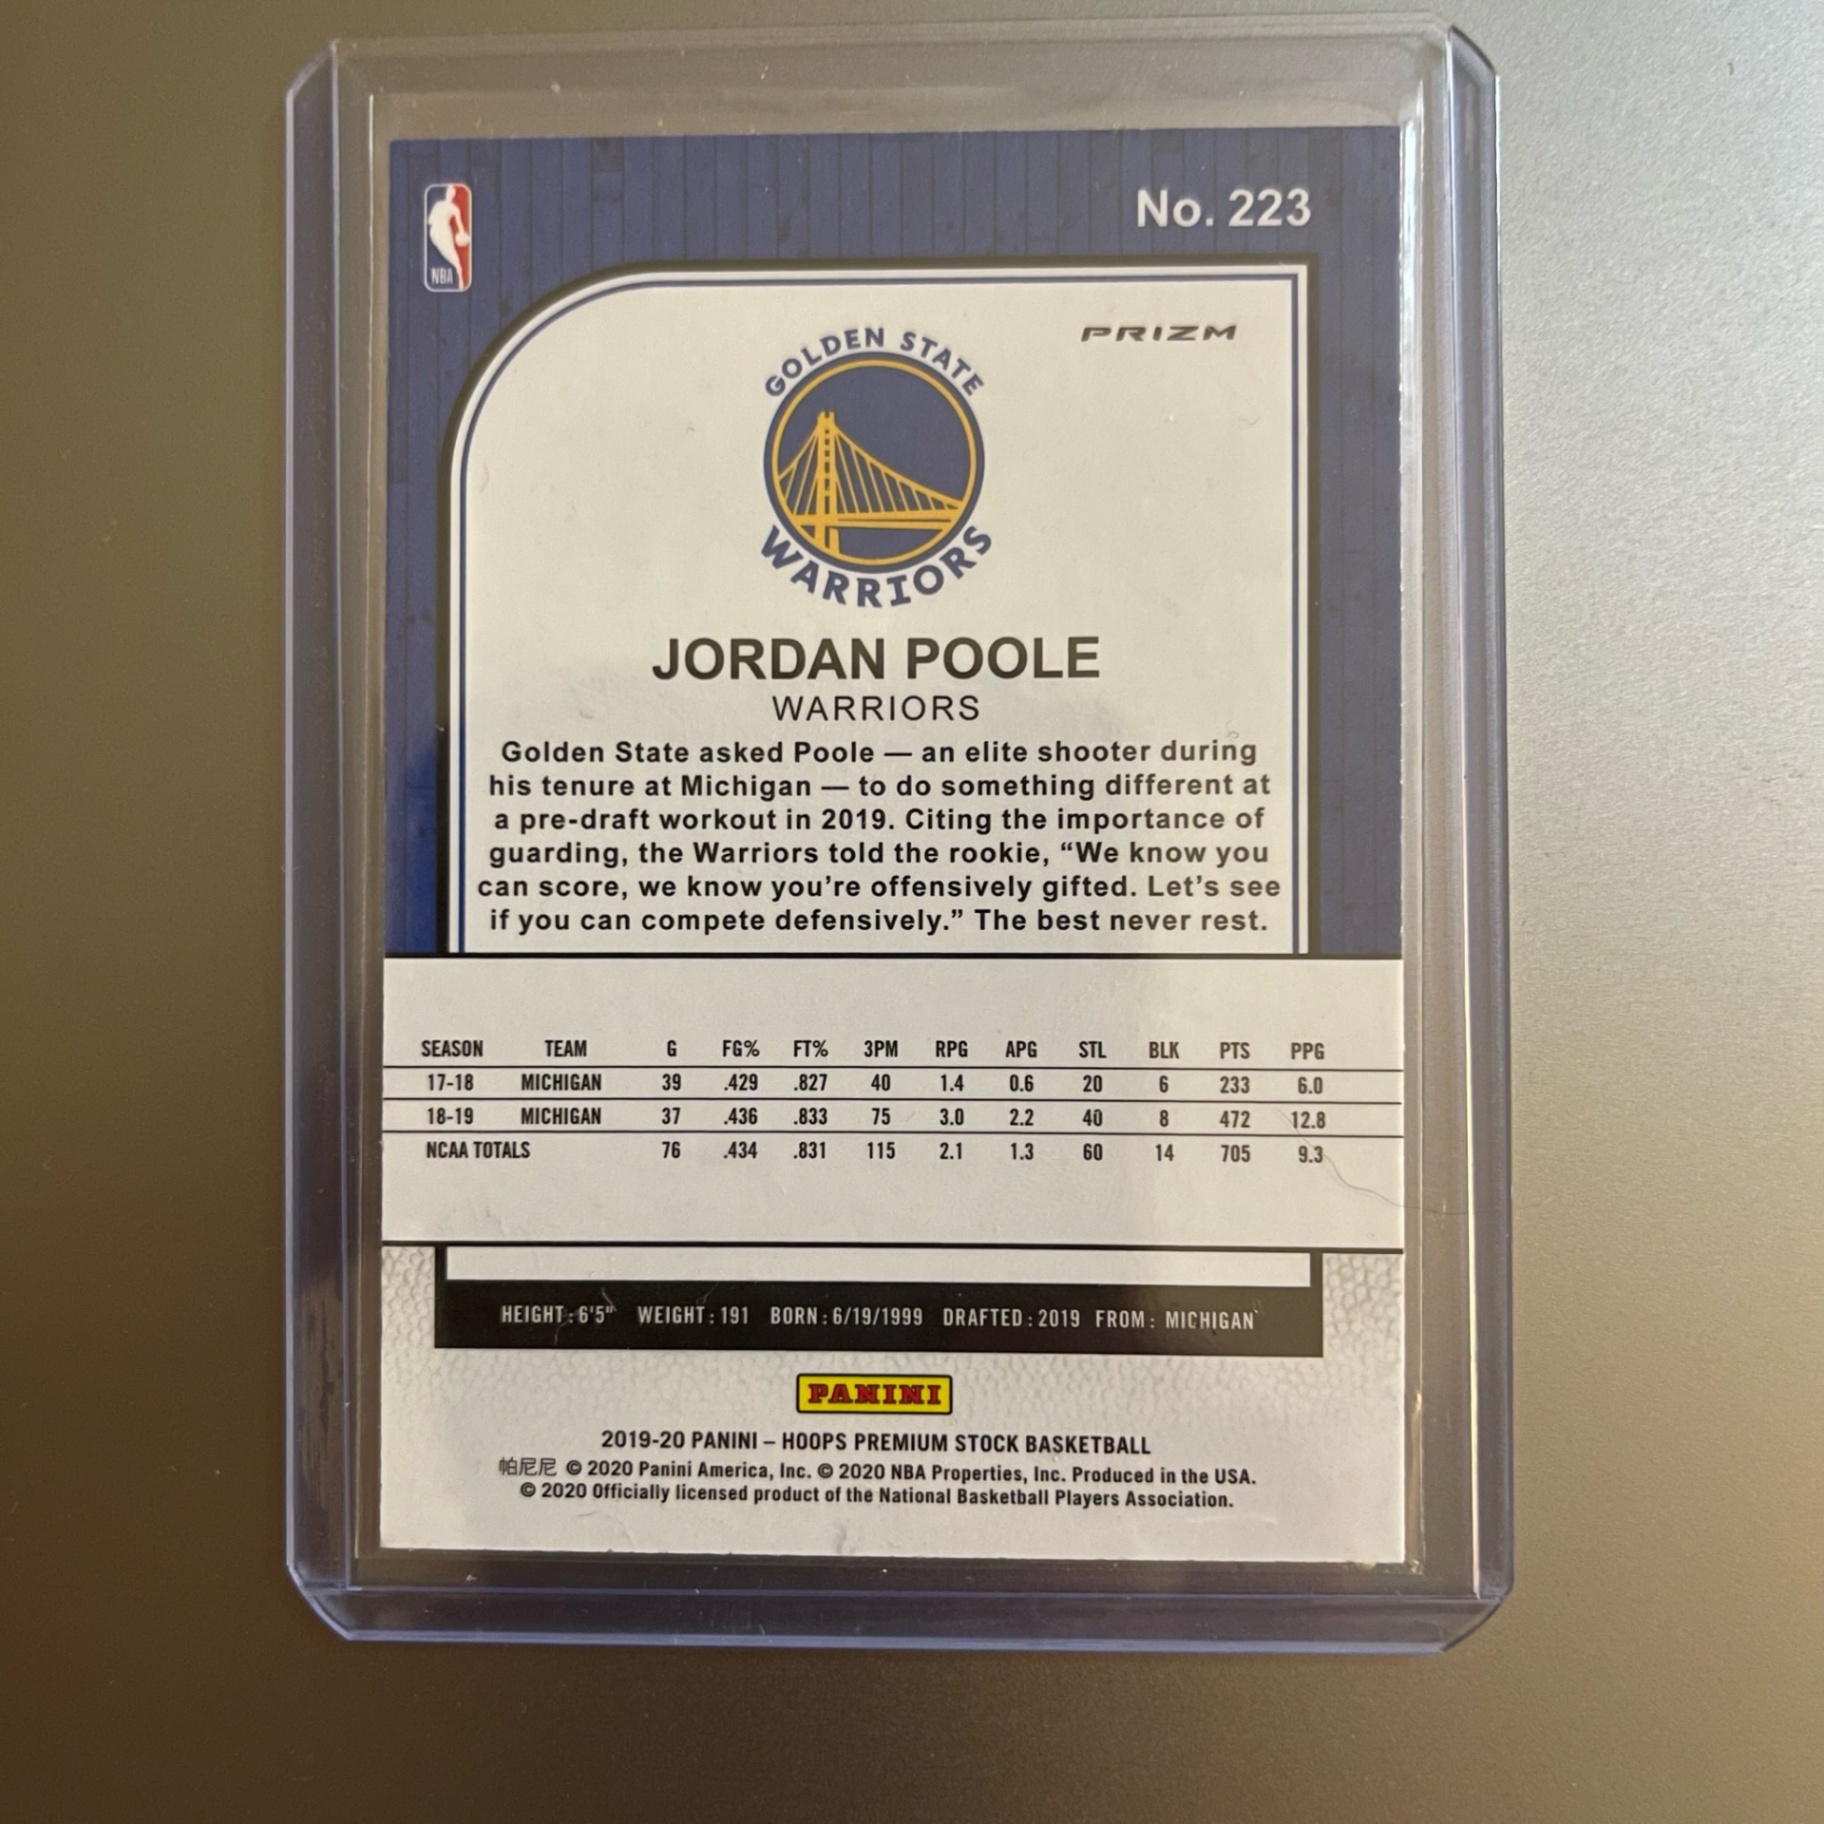 No. 223
NBA
PRIZM
GOLDEN STATE
WARRIORS
JORDAN POOLE
WARRIORS
Golden State asked Poole — an elite shooter during
his tenure at Michigan — to do something different at
a pre-draft workout in 2019. Citing the importance of
guarding, the Warriors told the rookie, “We know you
can score, we know you’re offensively gifted. Let’s see
if you can compete defensively.” The best never rest.
SEASON TEAM G FG% FT% 3PM RPG APG STL BLK PTS PPG
17-18 MICHIGAN 39 .429 .827 40 1.4 0.6 20 6 233 6.0
18-19 MICHIGAN 37 .436 .833 75 3.0 2.2 40 8 472 12.8
NCAA TOTALS 76 .434 .831 115 2.1 1.3 60 14 705 9.3
HEIGHT: 6'5" WEIGHT: 191 BORN: 6/19/1999 DRAFTED: 2019 FROM: MICHIGAN
PANINI
2019-20 PANINI – HOOPS PREMIUM STOCK BASKETBALL
帕尼尼 © 2020 Panini America, Inc. © 2020 NBA Properties, Inc. Produced in the USA.
© 2020 Officially licensed product of the National Basketball Players Association.